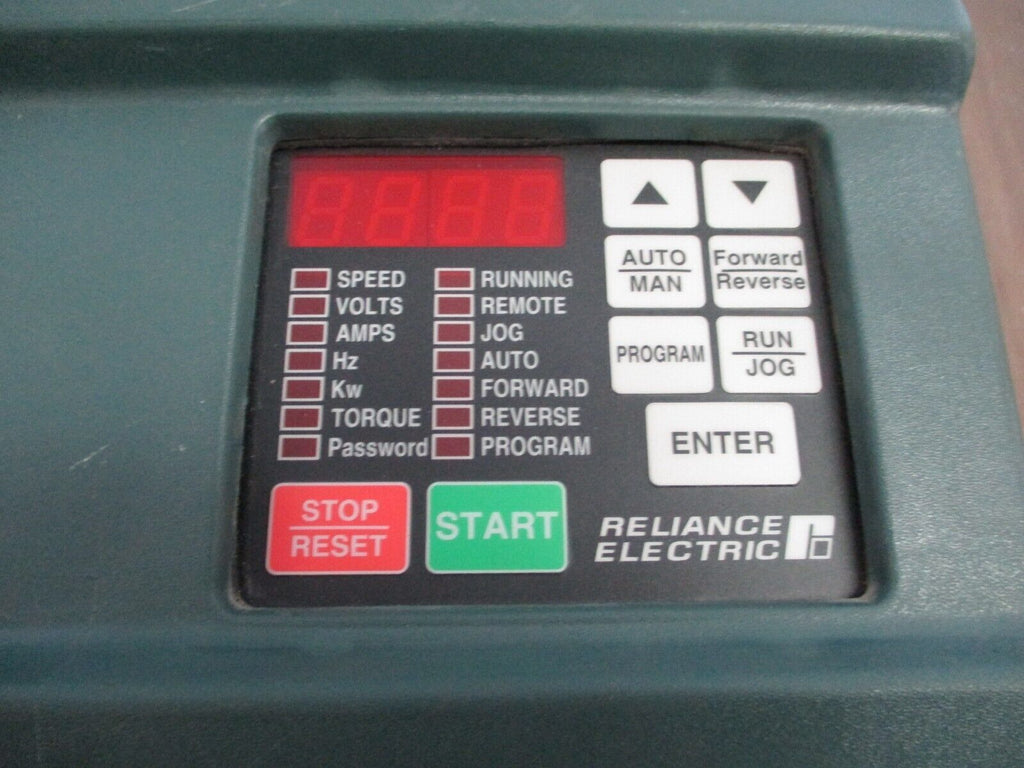 ▲ ▼
AUTO
MAN
Forward
Reverse
SPEED RUNNING
VOLTS REMOTE
AMPS JOG
Hz AUTO
Kw FORWARD
TORQUE REVERSE
Password PROGRAM
PROGRAM
RUN
JOG
ENTER
STOP
RESET
START
RELIANCE
ELECTRIC